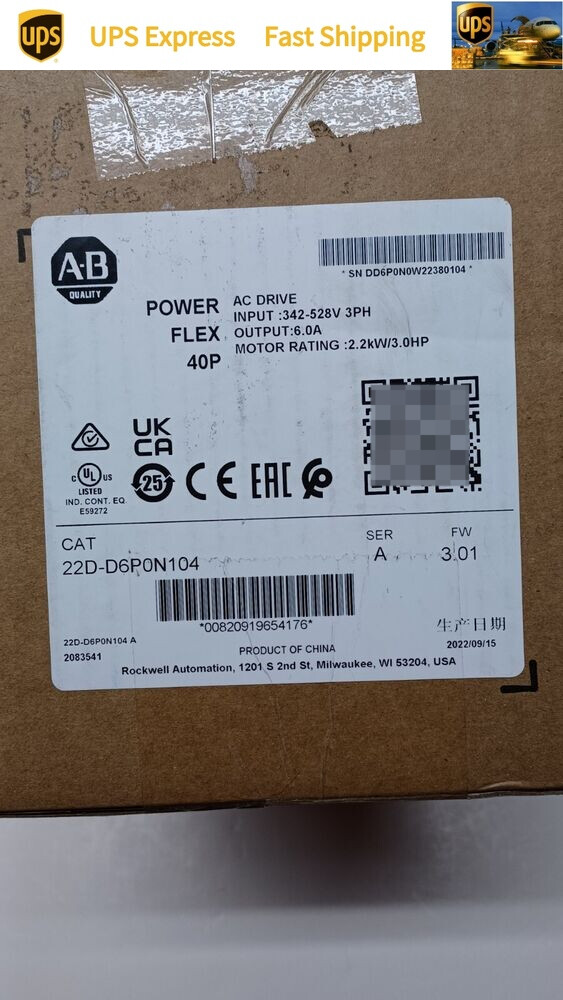 ups
UPS Express
Fast Shipping
ups
A·B
QUALITY
* SN DD6P0N0W22380104 *
POWER
FLEX
40P
AC DRIVE
INPUT :342-528V 3PH
OUTPUT:6.0A
MOTOR RATING :2.2kW/3.0HP
UK
CA
C UL US
LISTED
IND. CONT. EQ.
E59272
25
CE
EAC
CAT
22D-D6P0N104
SER
A
FW
3.01
*00820919654176*
22D-D6P0N104 A
2083541
生产日期
2022/09/15
PRODUCT OF CHINA
Rockwell Automation, 1201 S 2nd St, Milwaukee, WI 53204, USA